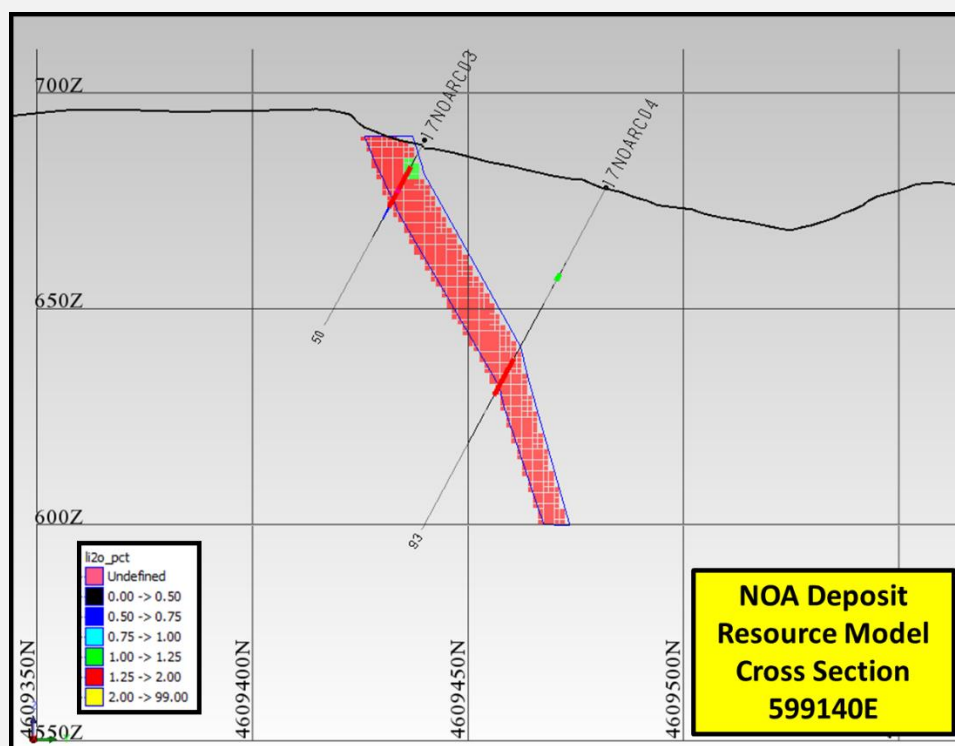 700Z
17NOARC03
17NOARC04
650Z
50
600Z
93
li2o_pct
Undefined
0.00 -> 0.50
0.50 -> 0.75
0.75 -> 1.00
1.00 -> 1.25
1.25 -> 2.00
2.00 -> 99.00
4609350N
4609400N
4609450N
4609500N
550Z
NOA Deposit
Resource Model
Cross Section
599140E